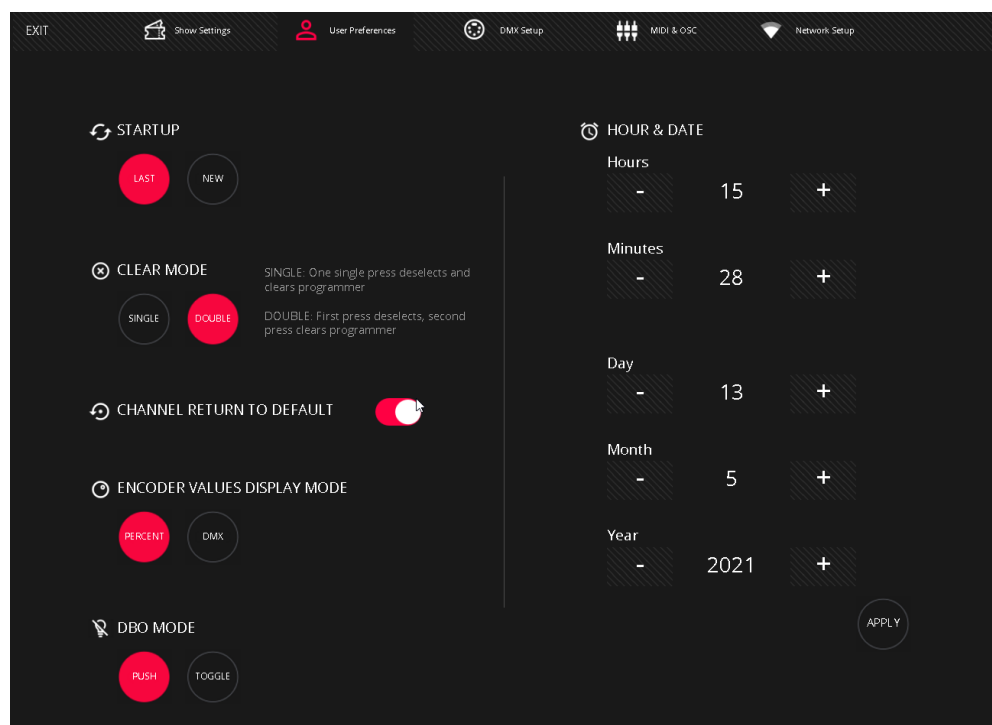 EXIT
Show Settings
User Preferences
DMX Setup
MIDI & OSC
Network Setup
STARTUP
LAST
NEW
CLEAR MODE
SINGLE: One single press deselects and
clears programmer
SINGLE
DOUBLE
DOUBLE: First press deselects, second
press clears programmer
CHANNEL RETURN TO DEFAULT
ENCODER VALUES DISPLAY MODE
PERCENT
DMX
DBO MODE
PUSH
TOGGLE
HOUR & DATE
Hours
- 15 +
Minutes
- 28 +
Day
- 13 +
Month
- 5 +
Year
- 2021 +
APPLY